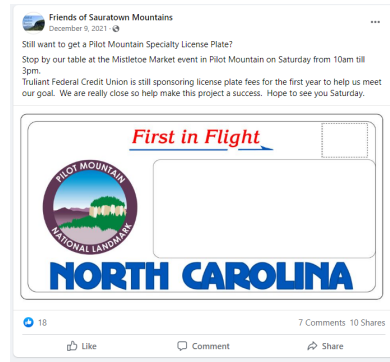 Friends of Sauratown Mountains
December 9, 2021 ·
Still want to get a Pilot Mountain Specialty License Plate?
Stop by our table at the Mistletoe Market event in Pilot Mountain on Saturday from 10am till
3pm.
Truliant Federal Credit Union is still sponsoring license plate fees for the first year to help us meet
our goal. We are really close so help make this project a success. Hope to see you Saturday.
First in Flight
PILOT MOUNTAIN
NATIONAL LANDMARK
NORTH CAROLINA
18
7 Comments 10 Shares
Like Comment Share